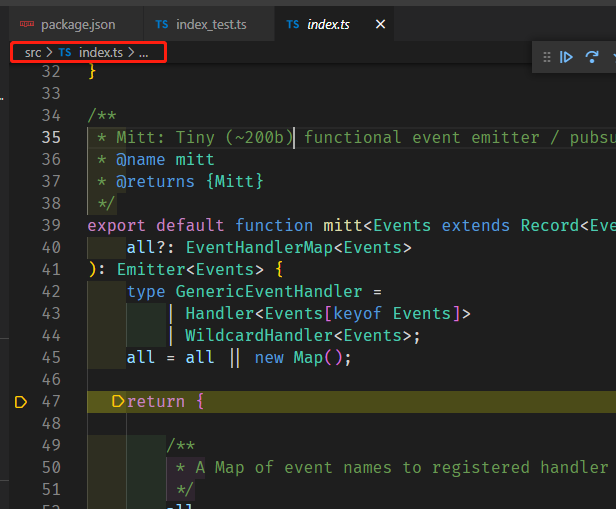 package.json
TS index_test.ts
TS index.ts
src > TS index.ts > ...
32 }
33
34 /**
35 * Mitt: Tiny (~200b) functional event emitter / pubsu
36 * @name mitt
37 * @returns {Mitt}
38 */
39 export default function mitt<Events extends Record<Eve
40 all?: EventHandlerMap<Events>
41 ): Emitter<Events> {
42 type GenericEventHandler =
43 | Handler<Events[keyof Events]>
44 | WildcardHandler<Events>;
45 all = all || new Map();
46
47 return {
48
49 /**
50 * A Map of event names to registered handler
51 */